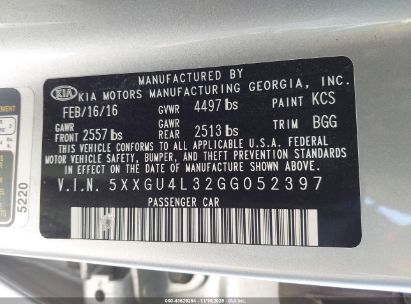 MANUFACTURED BY
KIA KIA MOTORS MANUFACTURING GEORGIA, INC.
FEB/16/16 GVWR 4497 lbs PAINT KCS
GAWR FRONT 2557 lbs GAWR REAR 2513 lbs TRIM BGG
THIS VEHICLE CONFORMS TO ALL APPLICABLE U.S.A. FEDERAL
MOTOR VEHICLE SAFETY, BUMPER, AND THEFT PREVENTION
STANDARDS IN EFFECT ON THE DATE OF MANUFACTURE SHOWN ABOVE.
V.I.N. 5XXGU4L32GG052397
PASSENGER CAR
5220